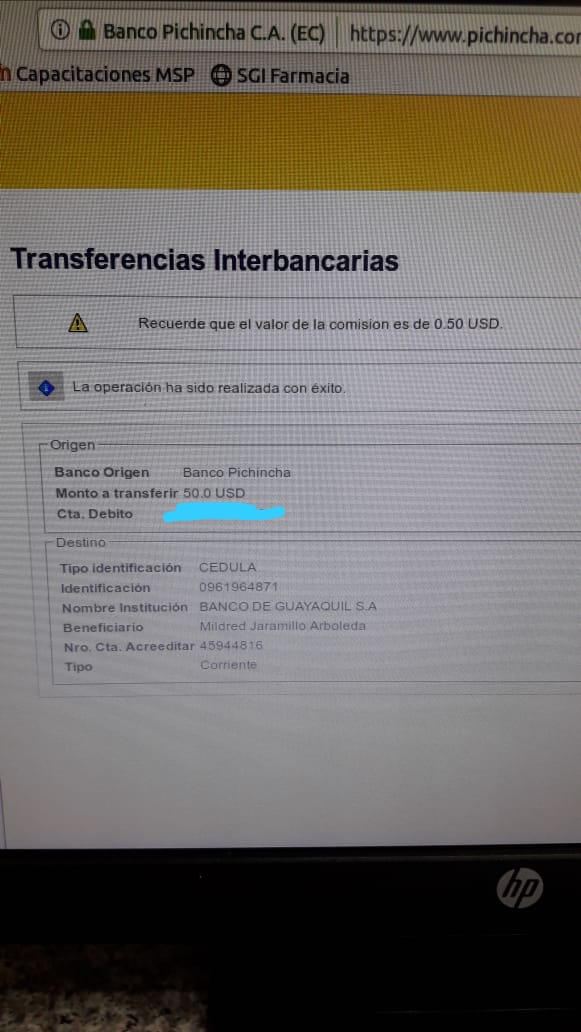 Banco Pichincha C.A. (EC) https://www.pichincha.cor
n Capacitaciones MSP SGI Farmacia
Transferencias Interbancarias
Recuerde que el valor de la comision es de 0.50 USD.
La operación ha sido realizada con éxito.
Origen
Banco Origen Banco Pichincha
Monto a transferir 50.0 USD
Cta. Debito
Destino
Tipo identificación CEDULA
Identificación 0961964871
Nombre Institución BANCO DE GUAYAQUIL S.A
Beneficiario Mildred Jaramillo Arboleda
Nro. Cta. Acreeditar 45944816
Tipo Corriente
hp